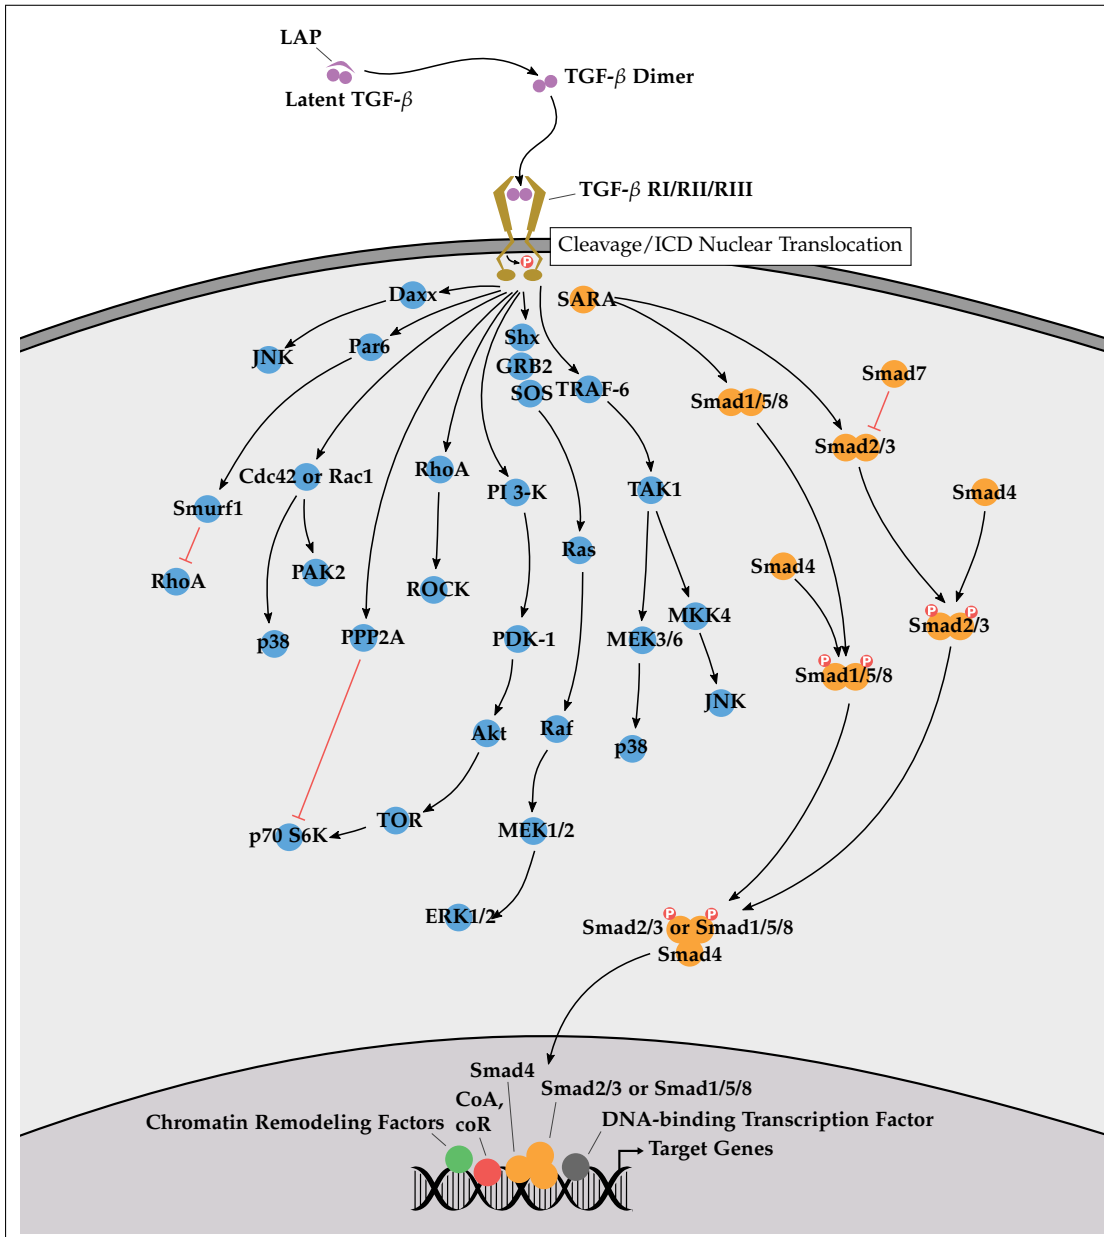 LAP
TGF-β Dimer
Latent TGF-β
TGF-β RI/RII/RIII
Cleavage/ICD Nuclear Translocation
P
Daxx
SARA
Shx
JNK
Par6
GRB2
SOS
TRAF-6
Smad7
Smad1/5/8
Smad2/3
Cdc42 or Rac1
RhoA
PI 3-K
TAK1
Smad4
Smurf1
Ras
Smad4
RhoA
PAK2
ROCK
MKK4
P P
Smad2/3
p38
PPP2A
PDK-1
MEK3/6
P P
Smad1/5/8
JNK
Akt
Raf
p38
TOR
p70 S6K
MEK1/2
ERK1/2
P P
Smad2/3 or Smad1/5/8
Smad4
Smad4
Smad2/3 or Smad1/5/8
CoA,
coR
Chromatin Remodeling Factors
DNA-binding Transcription Factor
Target Genes